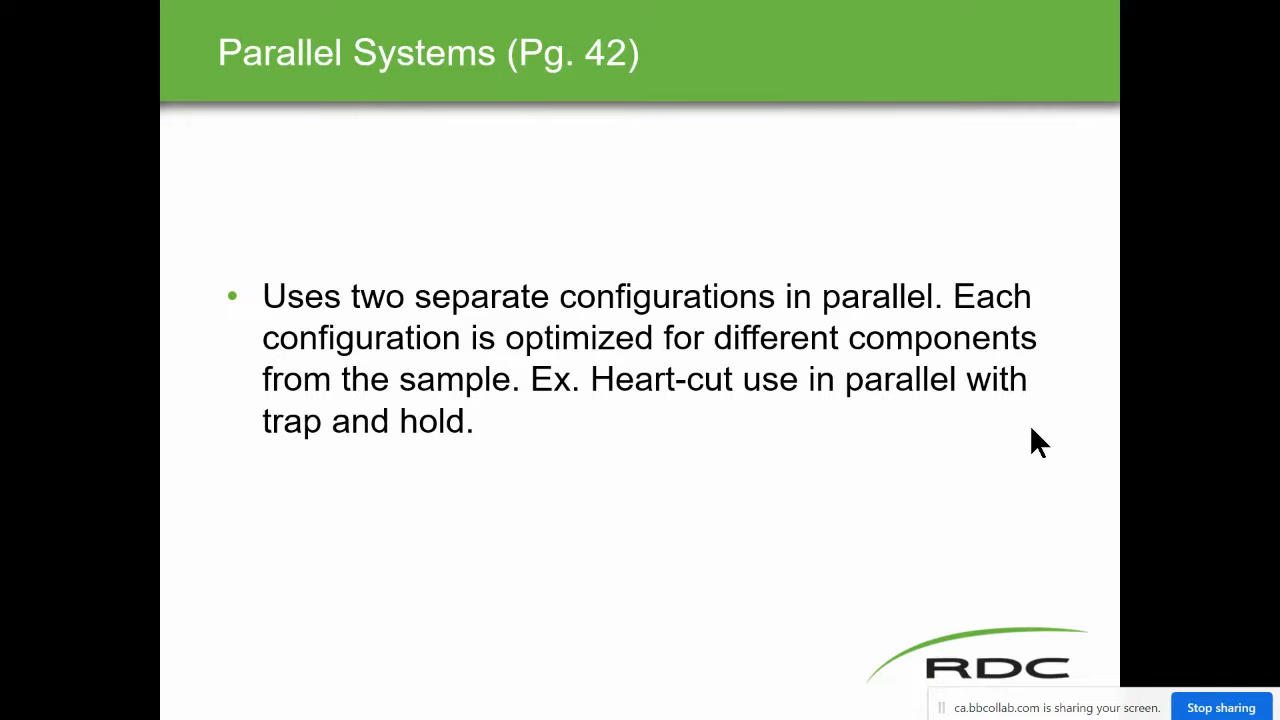 Parallel Systems (Pg. 42)
• Uses two separate configurations in parallel. Each
configuration is optimized for different components
from the sample. Ex. Heart-cut use in parallel with
trap and hold.
RDC
ca.bbcollab.com is sharing your screen. Stop sharing